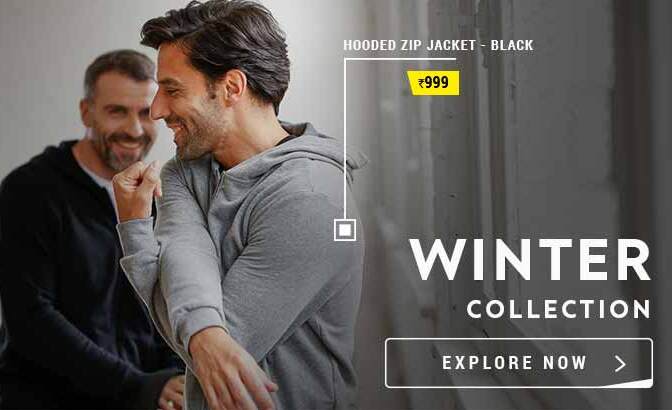 HOODED ZIP JACKET - BLACK
₹999
WINTER
COLLECTION
EXPLORE NOW